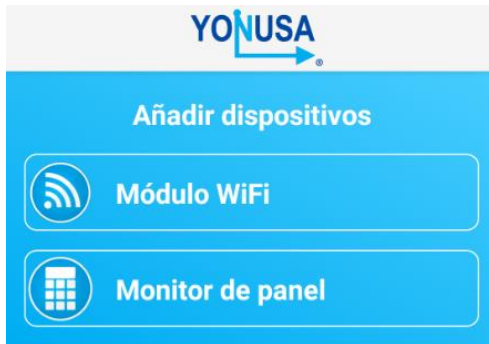 YONUSA
®
Añadir dispositivos
Módulo WiFi
Monitor de panel